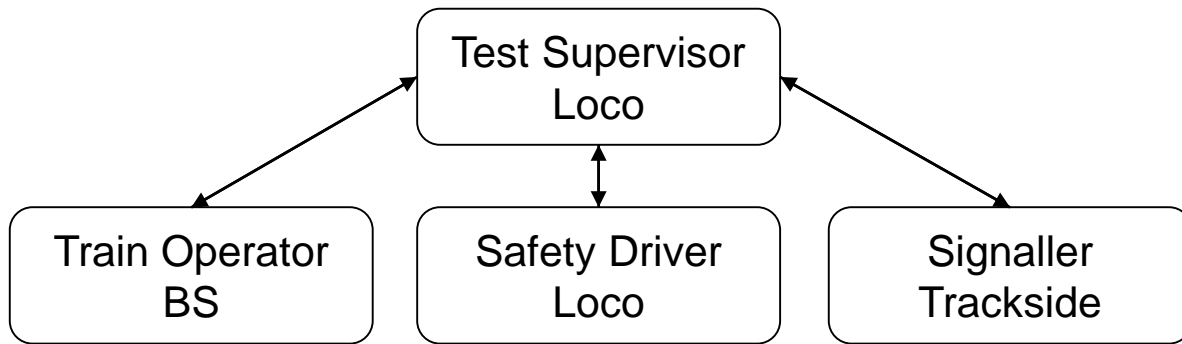 Test Supervisor
Loco
Train Operator
BS
Safety Driver
Loco
Signaller
Trackside